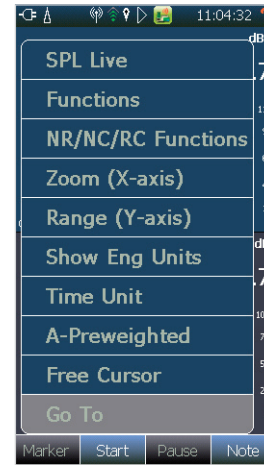 11:04:32
dB
SPL Live
Functions
NR/NC/RC Functions
Zoom (X-axis)
Range (Y-axis)
Show Eng Units
Time Unit
A-Preweighted
Free Cursor
Go To
Marker Start Pause Note